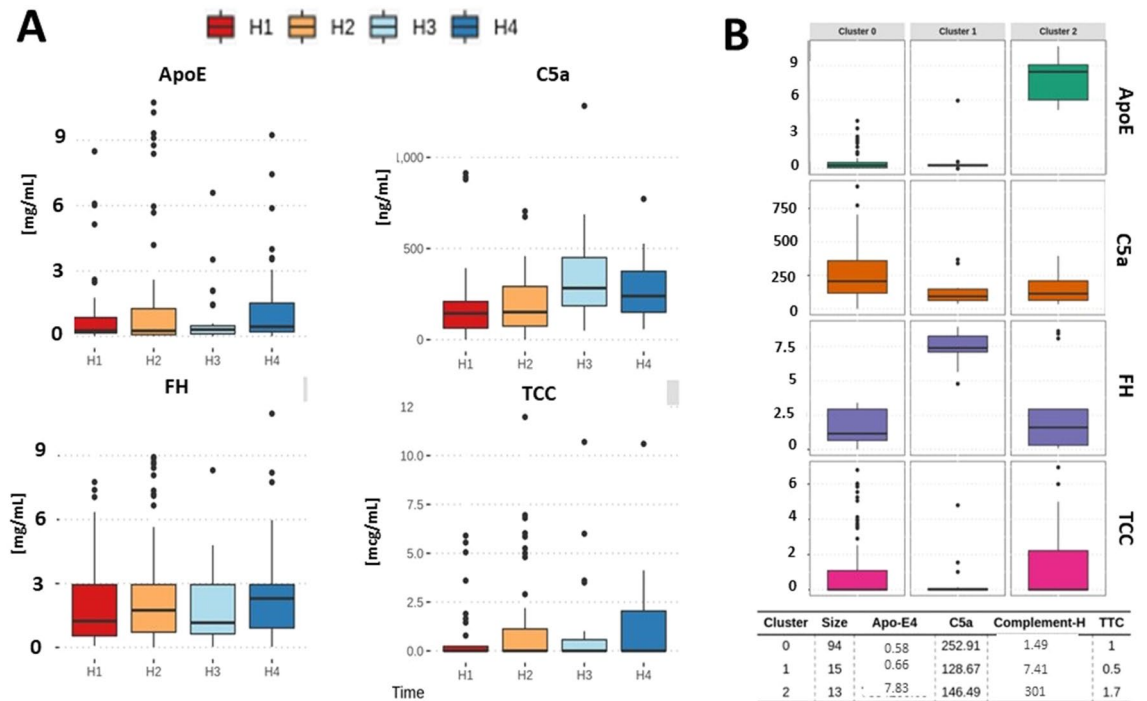 A
H1 H2 H3 H4
ApoE
[mg/mL]
9
6
3
0
H1 H2 H3 H4
C5a
[ng/mL]
1,000
500
0
H1 H2 H3 H4
FH
[mg/mL]
9
6
3
0
H1 H2 H3 H4
TCC
[mcg/mL]
12
10.0
7.5
5.0
2.5
0.0
H1 H2 H3 H4
Time
B
Cluster 0 Cluster 1 Cluster 2
9
6
3
0
ApoE
750
500
250
0
C5a
7.5
5
2.5
0
FH
6
4
2
0
TCC
Cluster Size Apo-E4 C5a Complement-H TTC
0 94 0.58 252.91 1.49 1
1 15 0.66 128.67 7.41 0.5
2 13 7.83 146.49 301 1.7